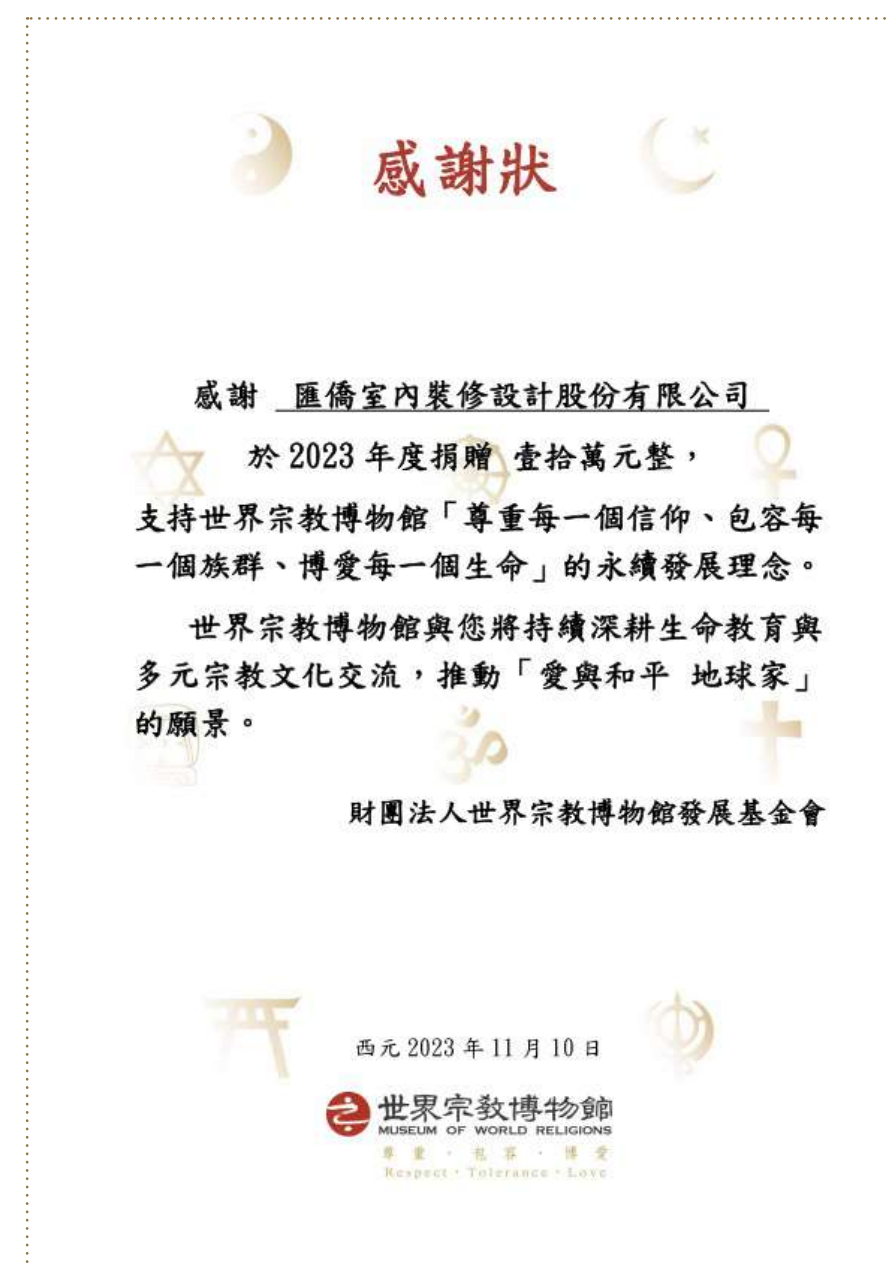 感謝狀
感謝 匯僑室內裝修設計股份有限公司
於 2023 年度捐贈 壹拾萬元整，
支持世界宗教博物館「尊重每一個信仰、包容每
一個族群、博愛每一個生命」的永續發展理念。
世界宗教博物館與您將持續深耕生命教育與
多元宗教文化交流，推動「愛與和平 地球家」
的願景。
財團法人世界宗教博物館發展基金會
西元 2023 年 11 月 10 日
世界宗教博物館
MUSEUM OF WORLD RELIGIONS
尊重·包容·博愛
Respect·Tolerance·Love